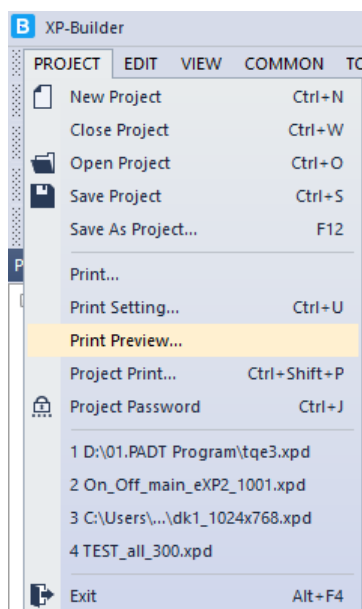 B XP-Builder
PROJECT EDIT VIEW COMMON TO
New Project Ctrl+N
Close Project Ctrl+W
Open Project Ctrl+O
Save Project Ctrl+S
Save As Project... F12
P
Print...
Print Setting... Ctrl+U
Print Preview...
Project Print... Ctrl+Shift+P
Project Password Ctrl+J
1 D:\01.PADT Program\tqe3.xpd
2 On_Off_main_eXP2_1001.xpd
3 C:\Users\...\dk1_1024x768.xpd
4 TEST_all_300.xpd
Exit Alt+F4